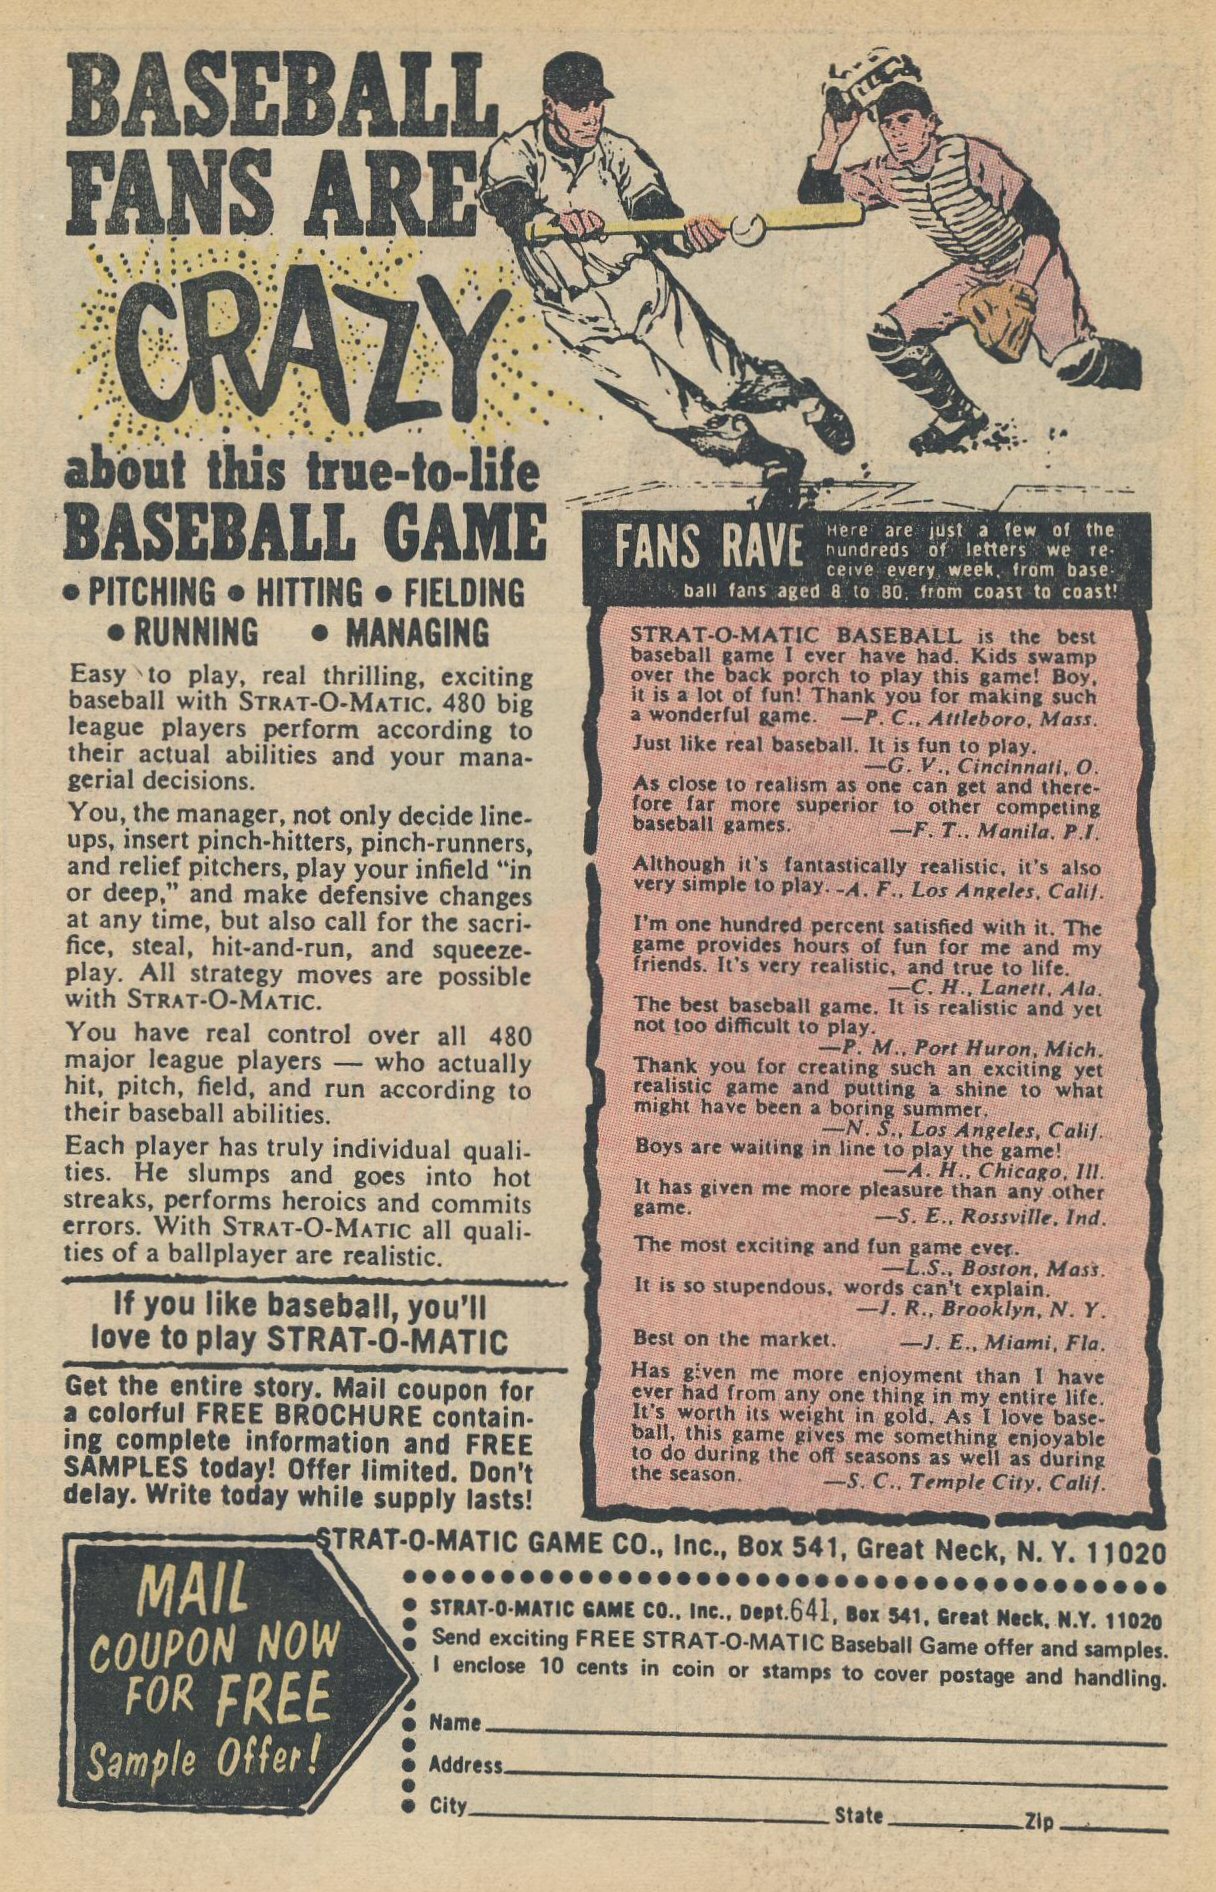 BASEBALL
FANS ARE
CRAZY
about this true-to-life
BASEBALL GAME
• PITCHING • HITTING • FIELDING
• RUNNING • MANAGING
Easy to play, real thrilling, exciting
baseball with STRAT-O-MATIC. 480 big
league players perform according to
their actual abilities and your mana-
gerial decisions.
You, the manager, not only decide line-
ups, insert pinch-hitters, pinch-runners,
and relief pitchers, play your infield "in
or deep," and make defensive changes
at any time, but also call for the sacri-
fice, steal, hit-and-run, and squeeze-
play. All strategy moves are possible
with STRAT-O-MATIC.
You have real control over all 480
major league players — who actually
hit, pitch, field, and run according to
their baseball abilities.
Each player has truly individual quali-
ties. He slumps and goes into hot
streaks, performs heroics and commits
errors. With STRAT-O-MATIC all quali-
ties of a ballplayer are realistic.
If you like baseball, you'll
love to play STRAT-O-MATIC
Get the entire story. Mail coupon for
a colorful FREE BROCHURE contain-
ing complete information and FREE
SAMPLES today! Offer limited. Don't
delay. Write today while supply lasts!
FANS RAVE
Here are just a few of the
hundreds of letters we re-
ceive every week, from base-
ball fans aged 8 to 80, from coast to coast!
STRAT-O-MATIC BASEBALL is the best
baseball game I ever have had. Kids swamp
over the back porch to play this game! Boy,
it is a lot of fun! Thank you for making such
a wonderful game. —P. C., Attleboro, Mass.
Just like real baseball. It is fun to play.
—G. V., Cincinnati, O.
As close to realism as one can get and there-
fore far more superior to other competing
baseball games. —F. T., Manila, P.I.
Although it's fantastically realistic, it's also
very simple to play. -A. F., Los Angeles, Calif.
I'm one hundred percent satisfied with it. The
game provides hours of fun for me and my
friends. It's very realistic, and true to life.
—C. H., Lanett, Ala.
The best baseball game. It is realistic and yet
not too difficult to play.
—P. M., Port Huron, Mich.
Thank you for creating such an exciting yet
realistic game and putting a shine to what
might have been a boring summer.
—N. S., Los Angeles, Calif.
Boys are waiting in line to play the game!
—A. H., Chicago, Ill.
It has given me more pleasure than any other
game. —S. E., Rossville, Ind.
The most exciting and fun game ever.
—L.S., Boston, Mass.
It is so stupendous, words can't explain.
—J. R., Brooklyn, N. Y.
Best on the market. —J. E., Miami, Fla.
Has given me more enjoyment than I have
ever had from any one thing in my entire life.
It's worth its weight in gold. As I love base-
ball, this game gives me something enjoyable
to do during the off seasons as well as during
the season. —S. C., Temple City, Calif.
STRAT-O-MATIC GAME CO., Inc., Box 541, Great Neck, N. Y. 11020
MAIL
COUPON NOW
FOR FREE
Sample Offer!
STRAT-O-MATIC GAME CO., Inc., Dept.641, Box 541, Great Neck, N.Y. 11020
Send exciting FREE STRAT-O-MATIC Baseball Game offer and samples.
I enclose 10 cents in coin or stamps to cover postage and handling.
Name
Address
City State Zip